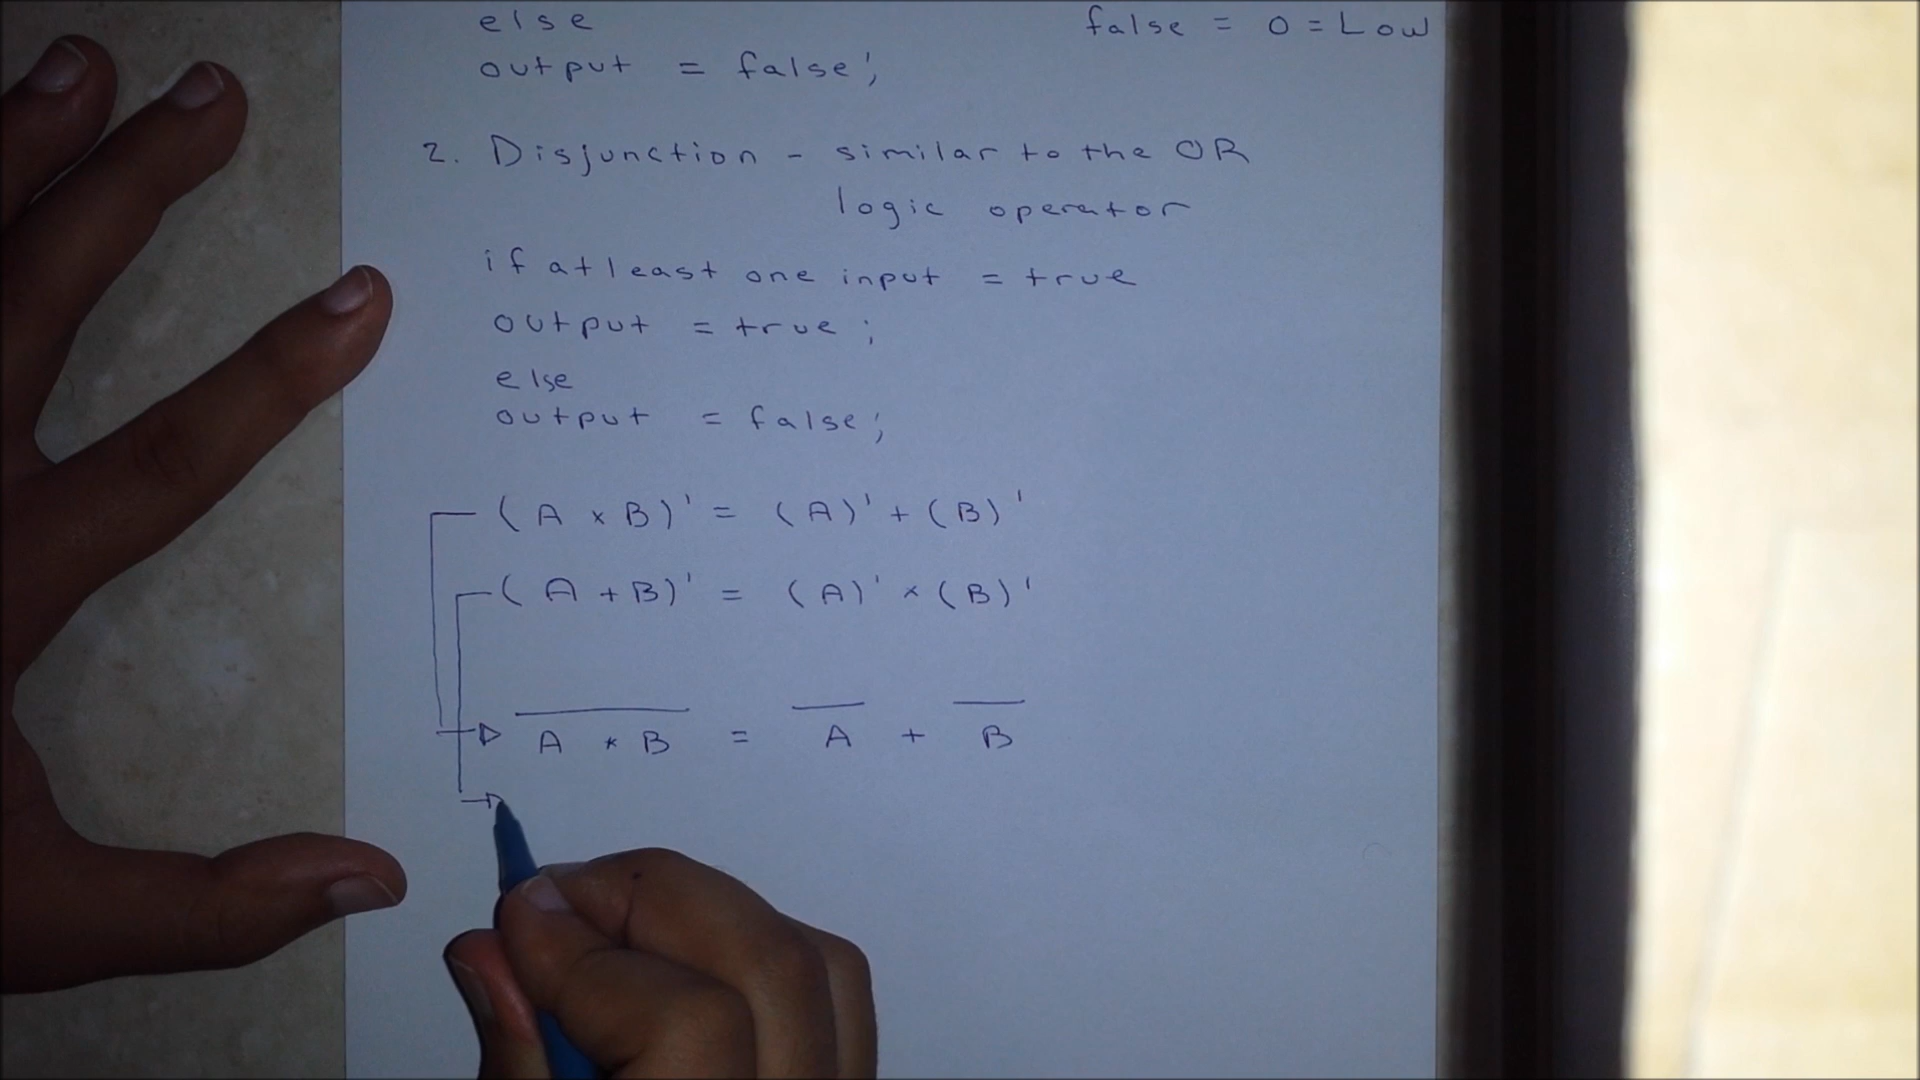 else false = 0 = Low
output = false;
2. Disjunction - similar to the OR
logic operator
if atleast one input = true
output = true;
else
output = false;
(A × B)' = (A)' + (B)'
(A + B)' = (A)' × (B)'
A̅ ̅*̅ ̅B̅ = A̅ + B̅